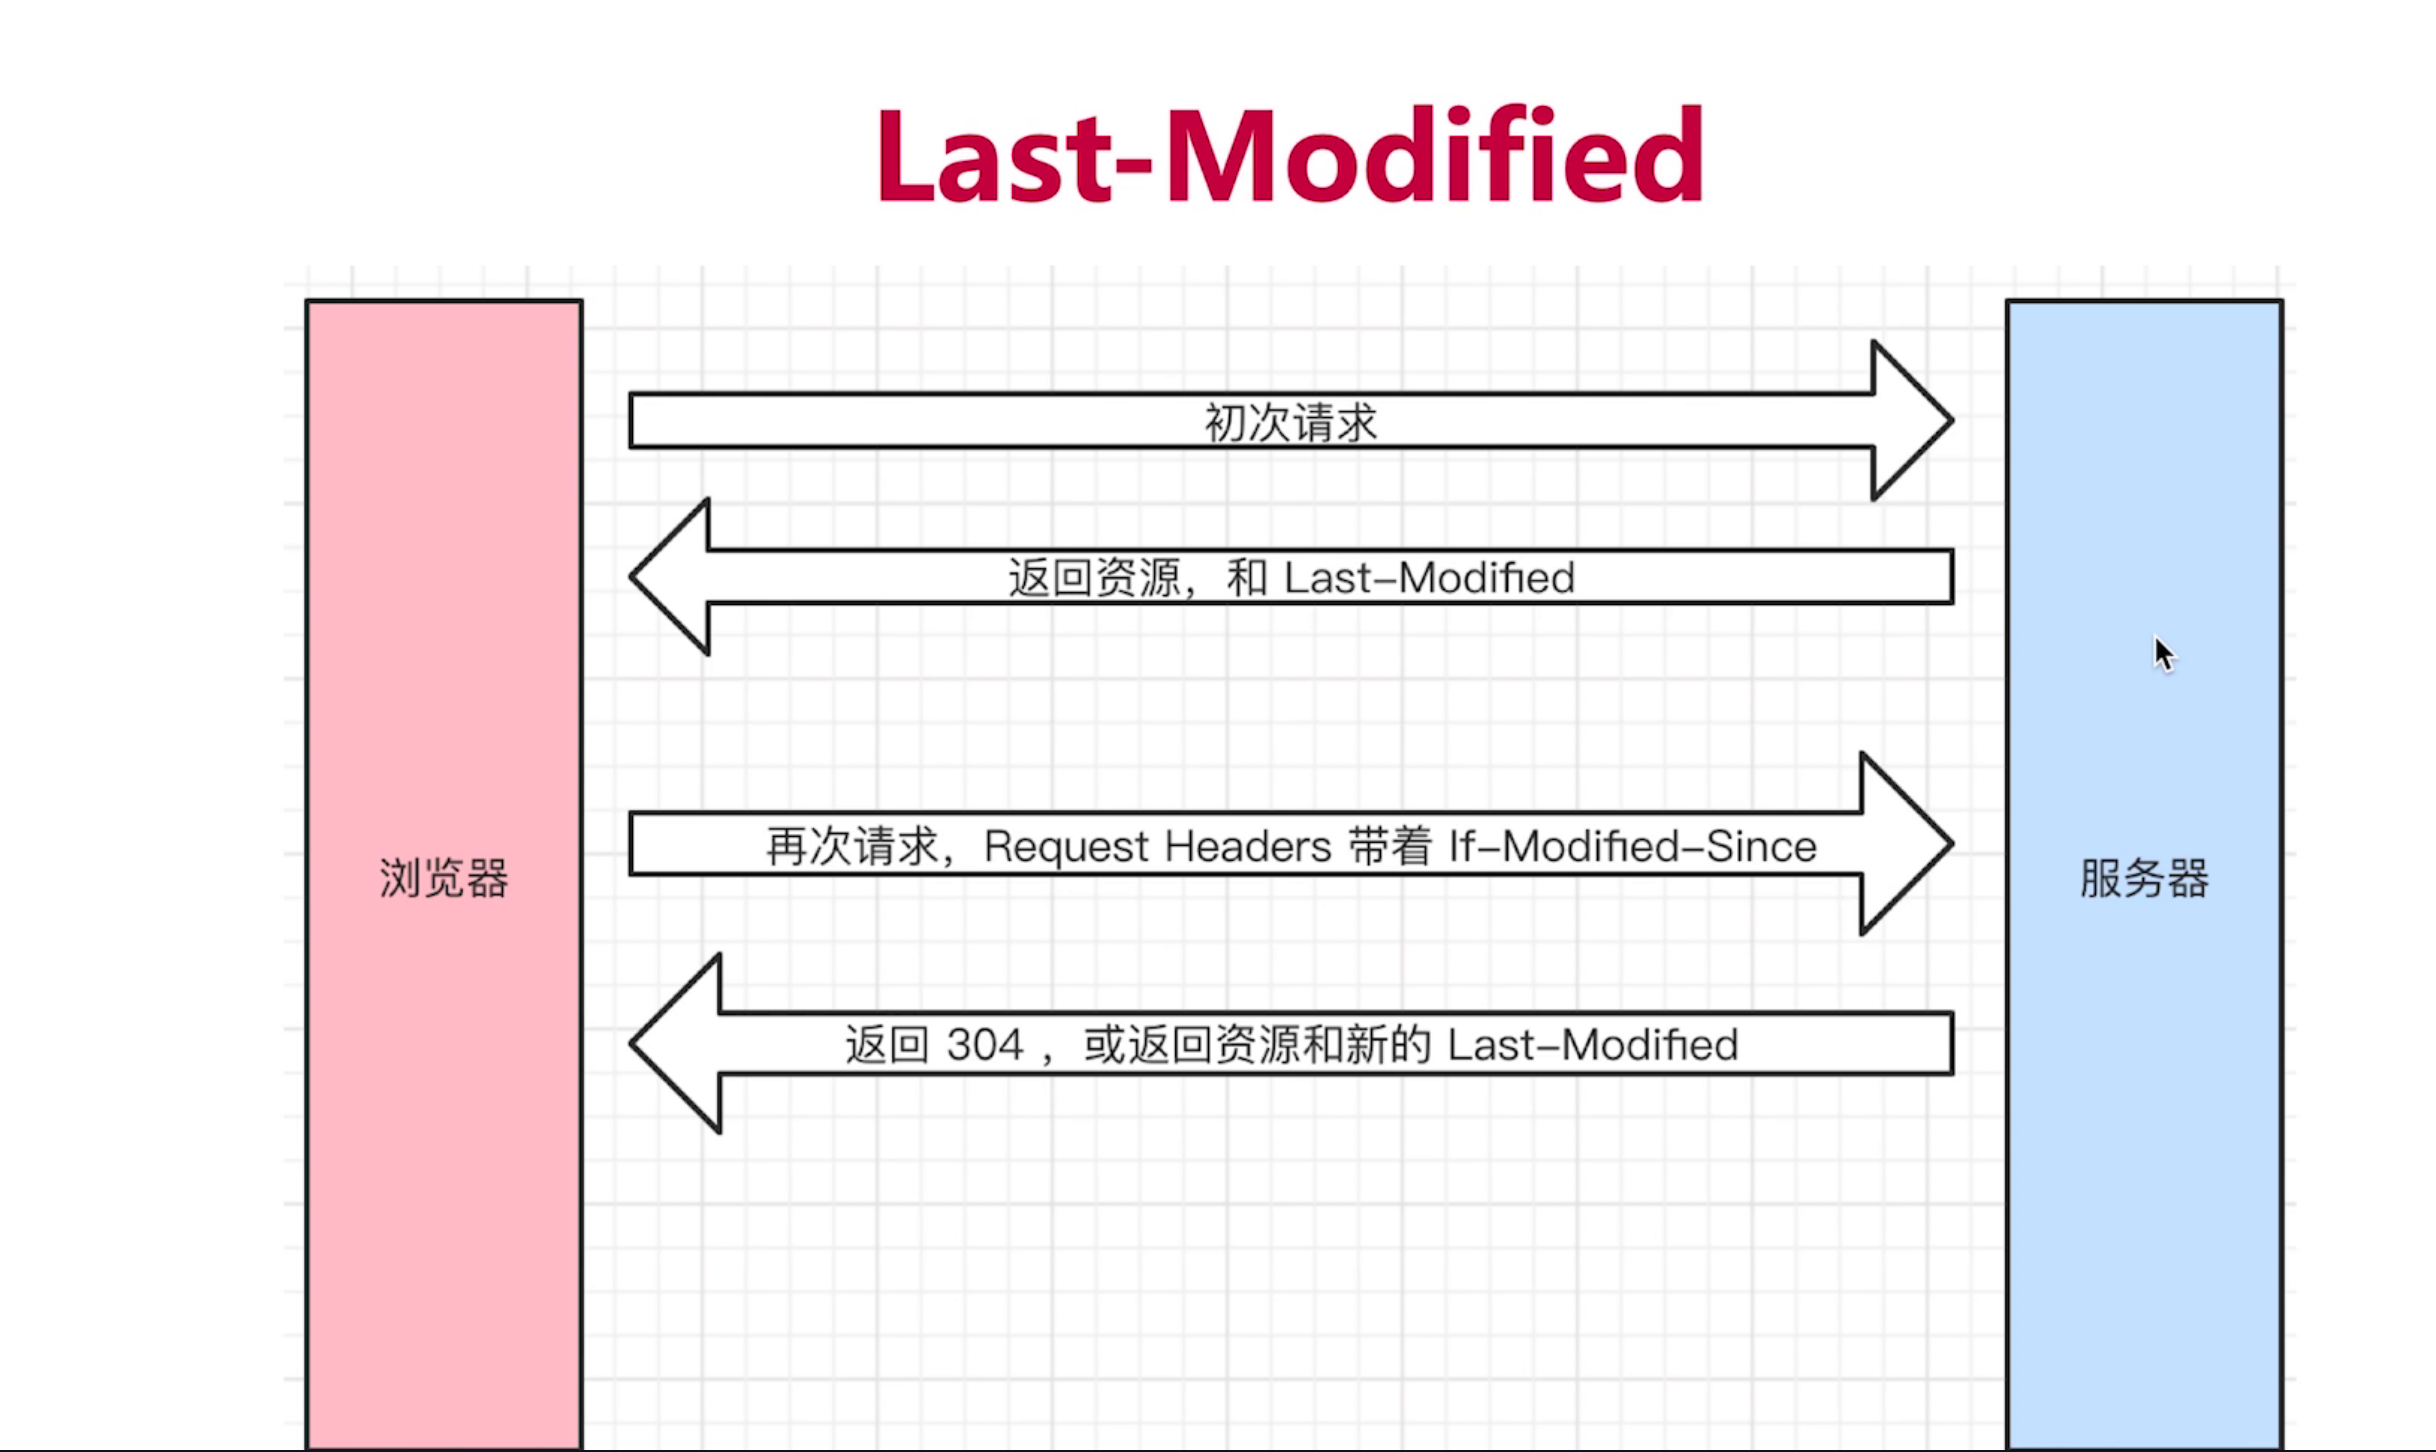 Last-Modified
初次请求
返回资源，和 Last-Modified
再次请求，Request Headers 带着 If-Modified-Since
浏览器
服务器
返回 304 ，或返回资源和新的 Last-Modified